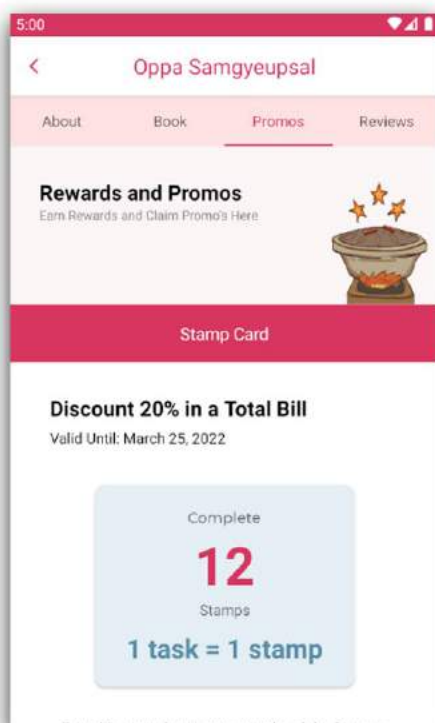 5:00
Oppa Samgyeupsal
About Book Promos Reviews
Rewards and Promos
Earn Rewards and Claim Promo's Here
Stamp Card
Discount 20% in a Total Bill
Valid Until: March 25, 2022
Complete
12
Stamps
1 task = 1 stamp